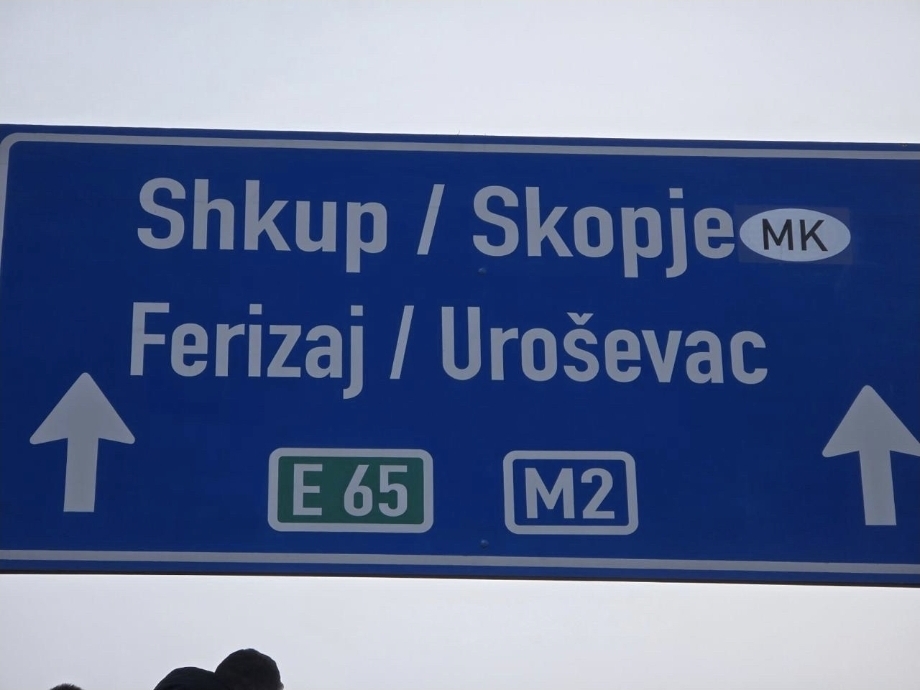 Shkup / Skopje MK
Ferizaj / Uroševac
E 65 M2